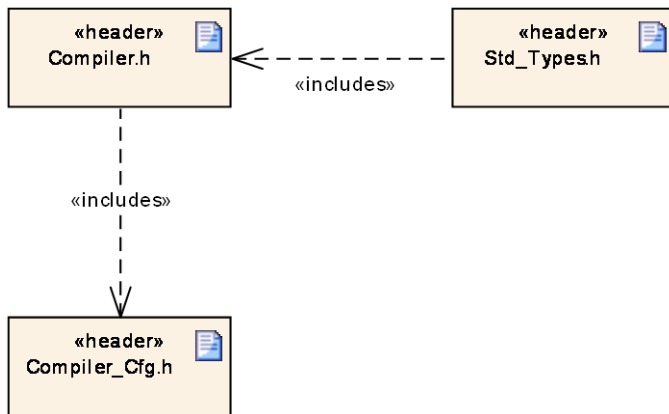 «header»
Compiler.h
«header»
Std_Types.h
«includes»
«includes»
«header»
Compiler_Cfg.h